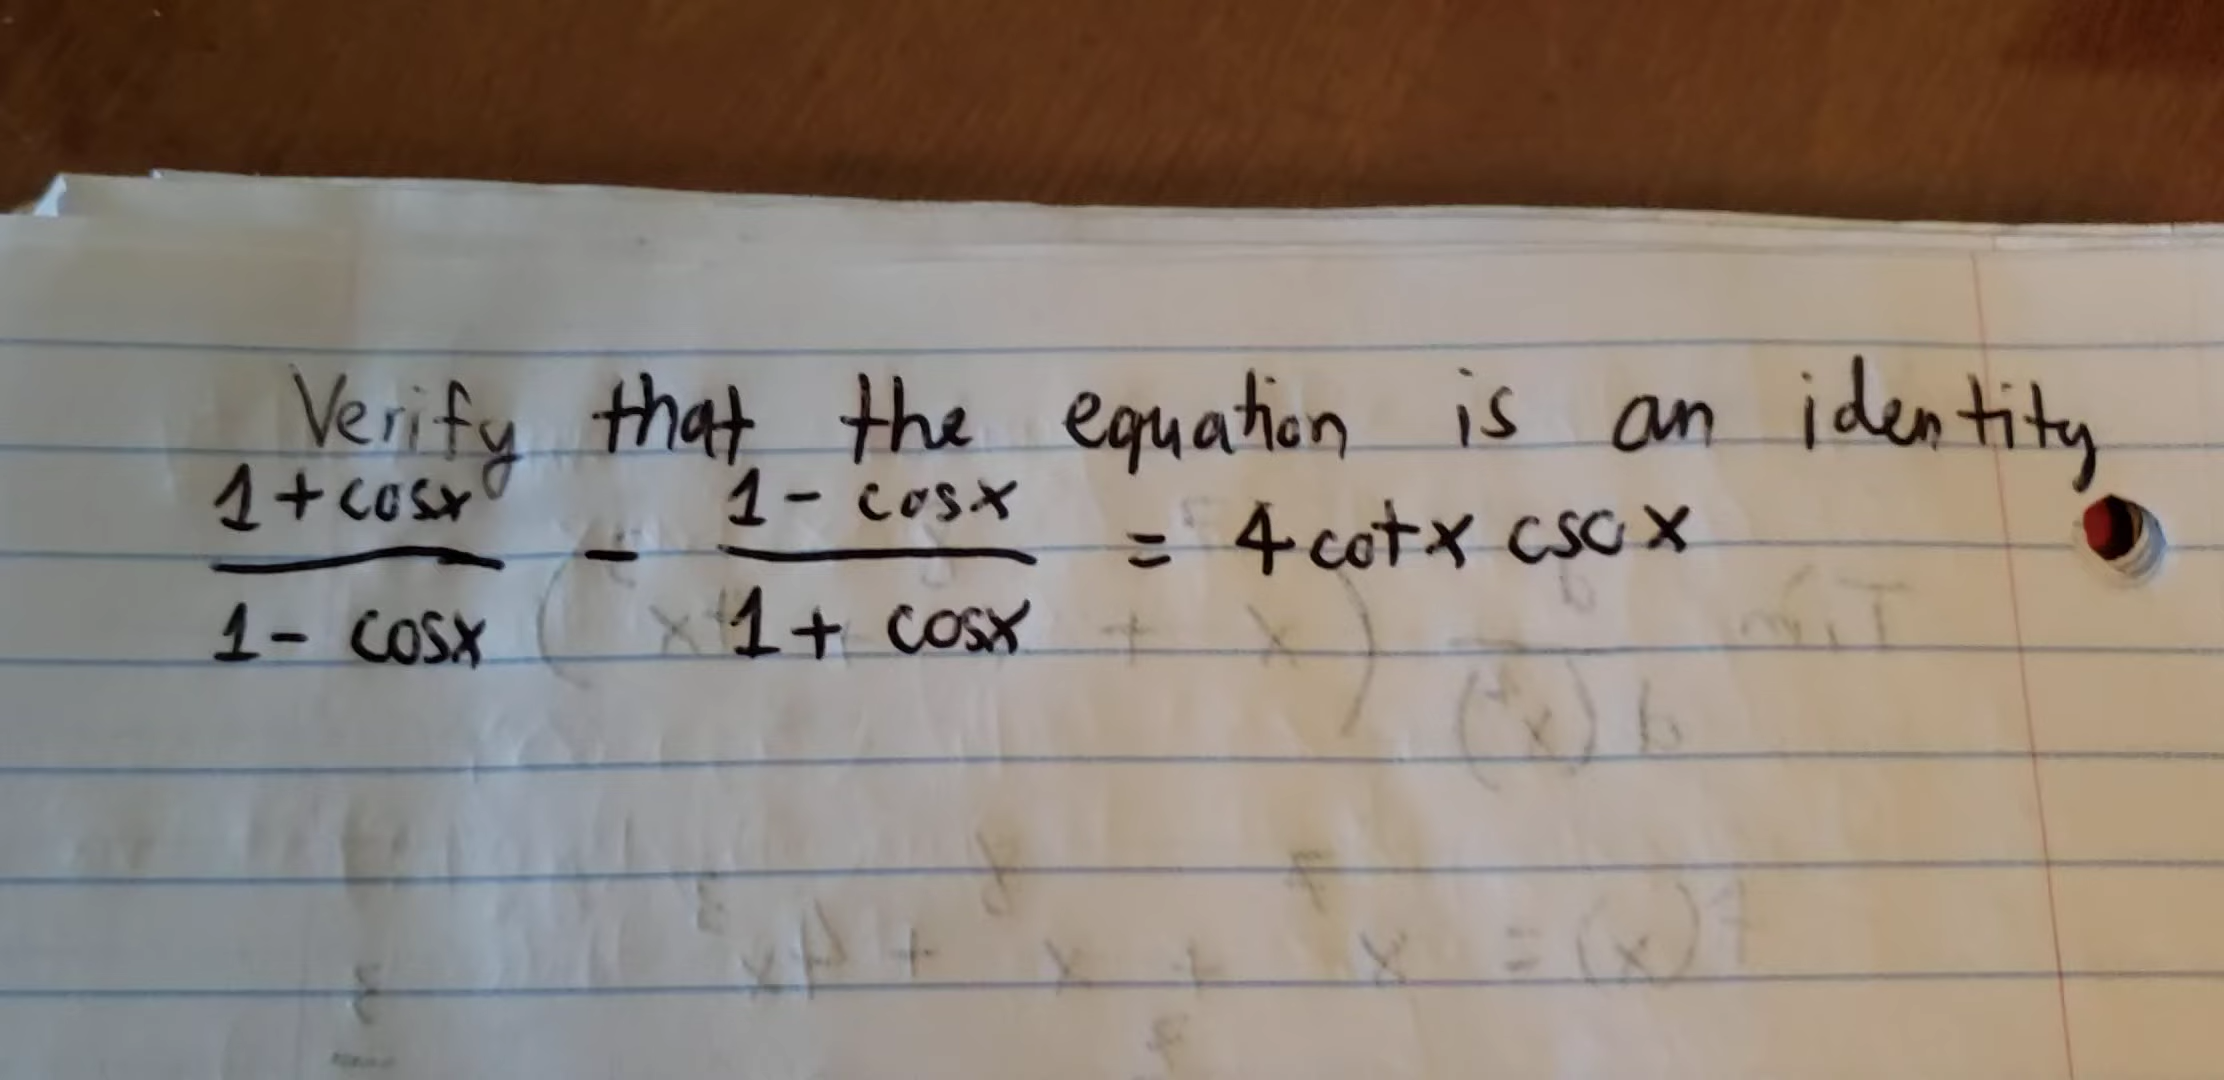 Verify that the equation is an identity
1+cosx / 1-cosx - 1-cosx / 1+cosx = 4cotx cscx